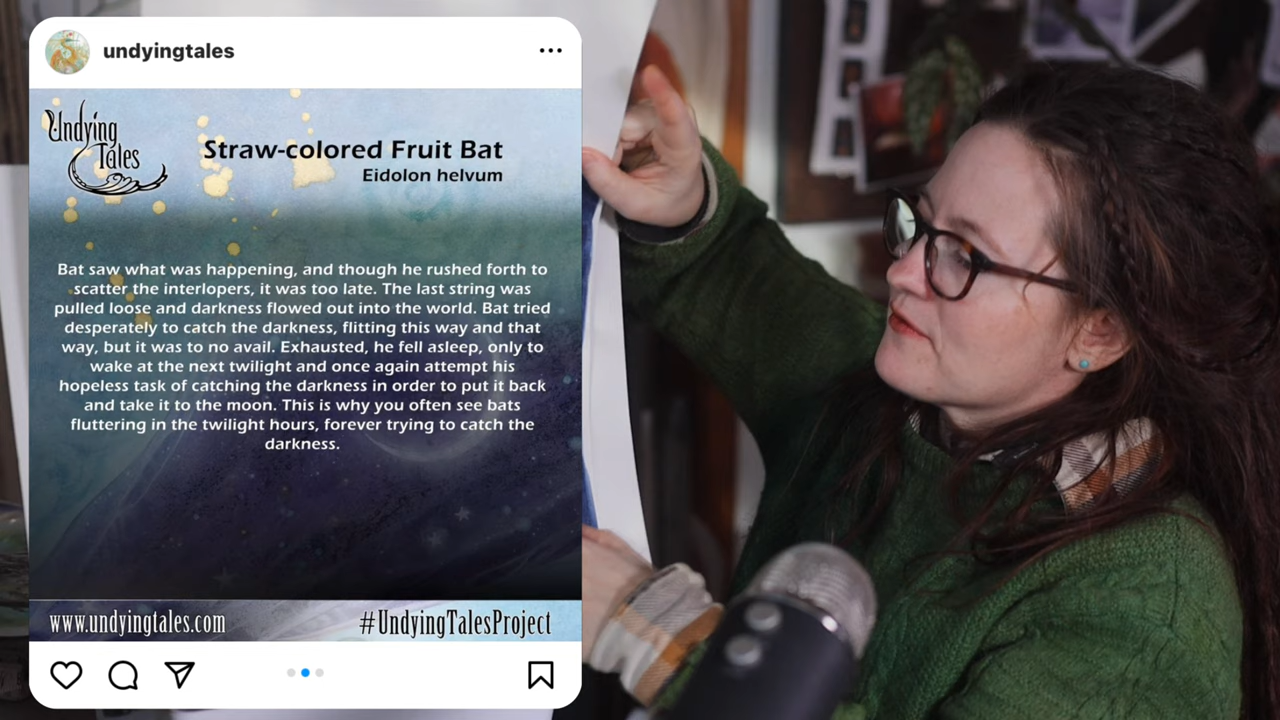 undyingtales
Undying
Tales
Straw-colored Fruit Bat
Eidolon helvum
Bat saw what was happening, and though he rushed forth to
scatter the interlopers, it was too late. The last string was
pulled loose and darkness flowed out into the world. Bat tried
desperately to catch the darkness, flitting this way and that
way, but it was to no avail. Exhausted, he fell asleep, only to
wake at the next twilight and once again attempt his
hopeless task of catching the darkness in order to put it back
and take it to the moon. This is why you often see bats
fluttering in the twilight hours, forever trying to catch the
darkness.
www.undyingtales.com
#UndyingTalesProject